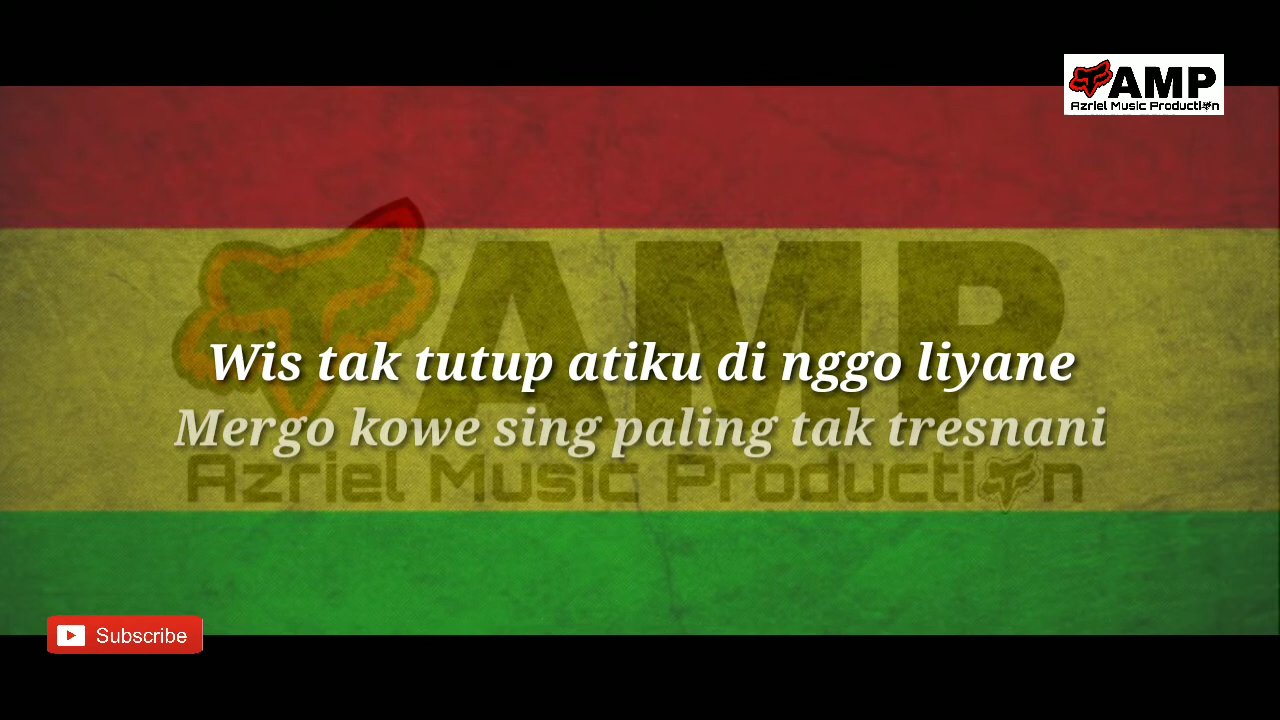 AMP
Azriel Music Production
AMP
Wis tak tutup atiku di nggo liyane
Mergo kowe sing paling tak tresnani
Azriel Music Production
Subscribe